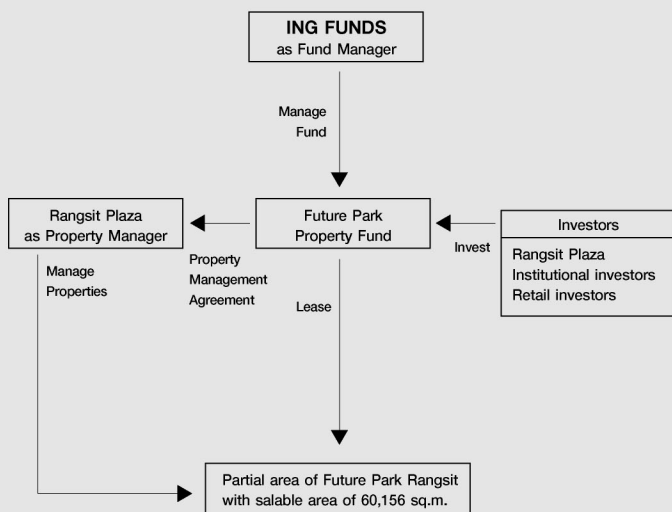 ING FUNDS
as Fund Manager
Manage
Fund
Rangsit Plaza
as Property Manager
Future Park
Property Fund
Investors
Rangsit Plaza
Institutional investors
Retail investors
Invest
Property
Management
Agreement
Manage
Properties
Lease
Partial area of Future Park Rangsit
with salable area of 60,156 sq.m.